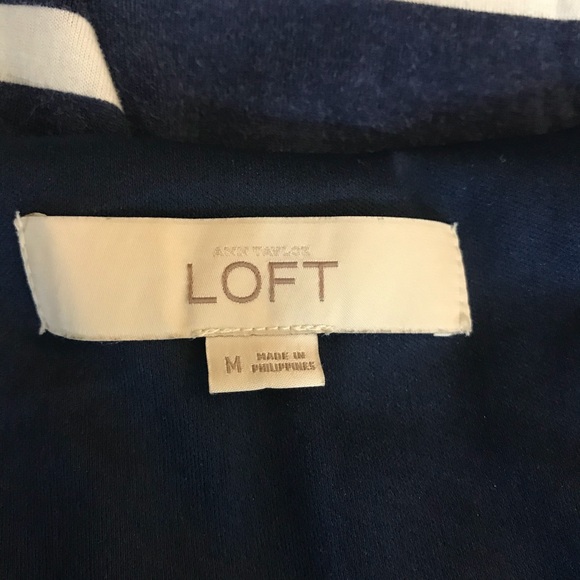 ANN TAYLOR
LOFT
M
MADE IN
PHILIPPINES